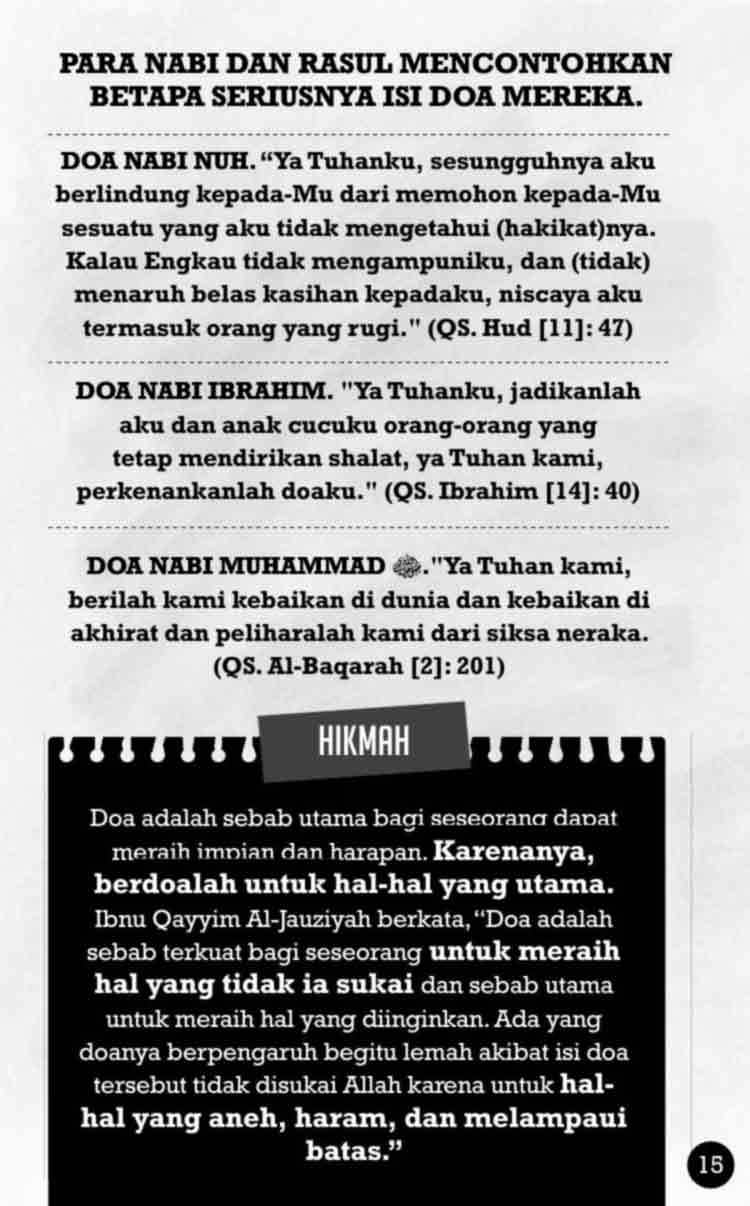 PARA NABI DAN RASUL MENCONTOHKAN
BETAPA SERIUSNYA ISI DOA MEREKA.
DOA NABI NUH. “Ya Tuhanku, sesungguhnya aku
berlindung kepada-Mu dari memohon kepada-Mu
sesuatu yang aku tidak mengetahui (hakikat)nya.
Kalau Engkau tidak mengampuniku, dan (tidak)
menaruh belas kasihan kepadaku, niscaya aku
termasuk orang yang rugi." (QS. Hud [11]: 47)
DOA NABI IBRAHIM. "Ya Tuhanku, jadikanlah
aku dan anak cucuku orang-orang yang
tetap mendirikan shalat, ya Tuhan kami,
perkenankanlah doaku." (QS. Ibrahim [14]: 40)
DOA NABI MUHAMMAD ﷺ."Ya Tuhan kami,
berilah kami kebaikan di dunia dan kebaikan di
akhirat dan peliharalah kami dari siksa neraka.
(QS. Al-Baqarah [2]: 201)
HIKMAH
Doa adalah sebab utama bagi seseorang dapat
meraih impian dan harapan. Karenanya,
berdoalah untuk hal-hal yang utama.
Ibnu Qayyim Al-Jauziyah berkata, “Doa adalah
sebab terkuat bagi seseorang untuk meraih
hal yang tidak ia sukai dan sebab utama
untuk meraih hal yang diinginkan. Ada yang
doanya berpengaruh begitu lemah akibat isi doa
tersebut tidak disukai Allah karena untuk hal-
hal yang aneh, haram, dan melampaui
batas.”
15